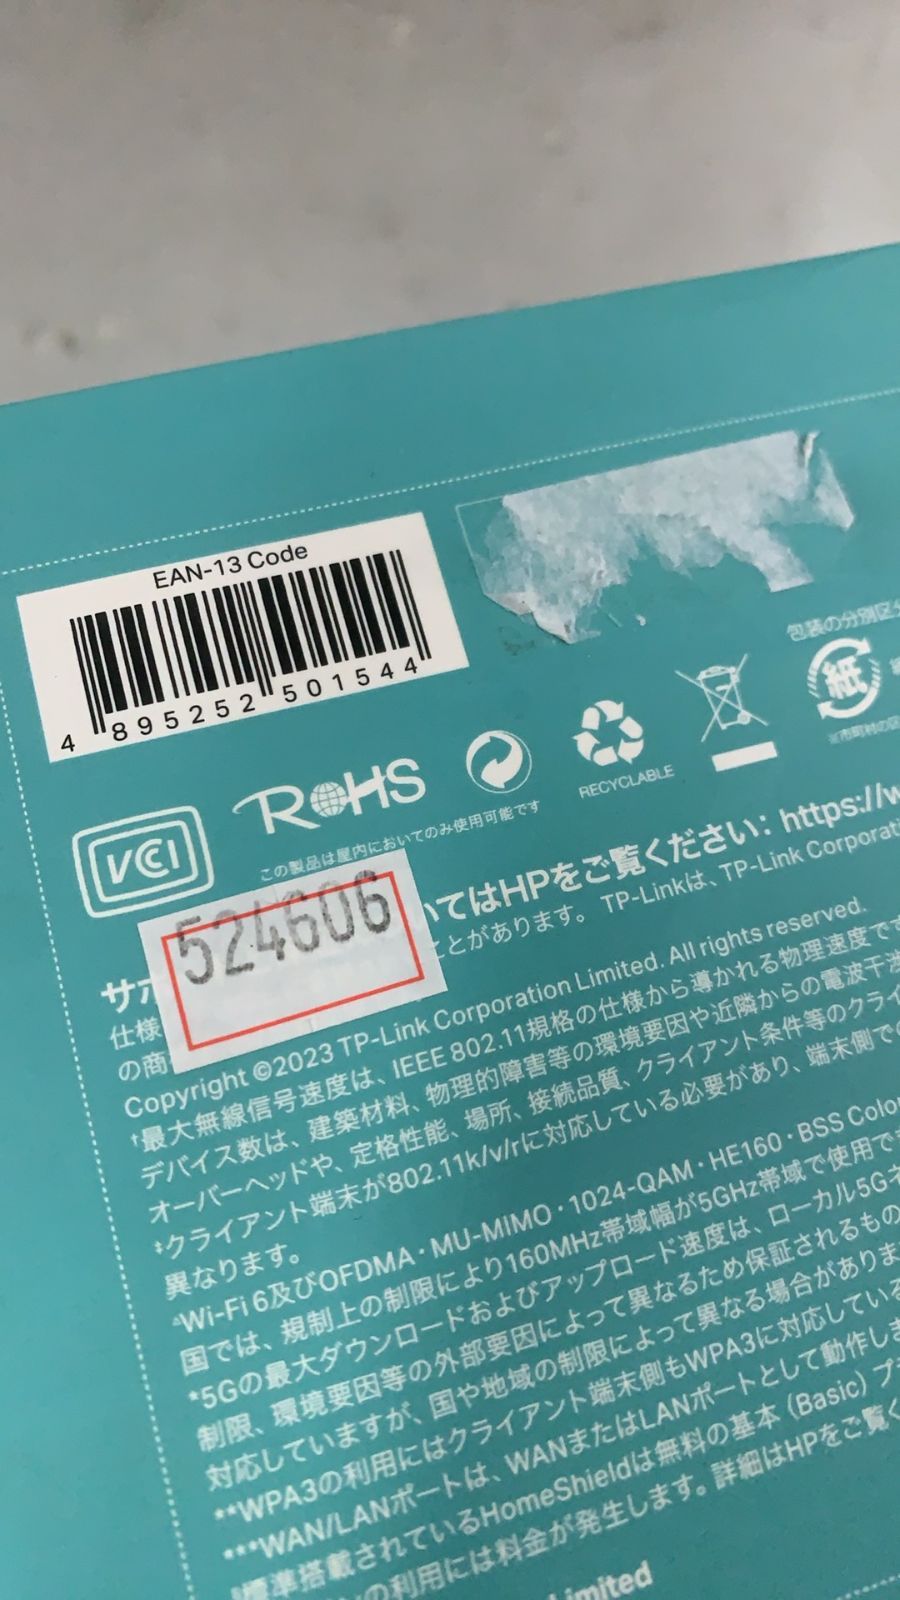 EAN-13 Code
4 895252 501544
包装の分別区分
紙
RECYCLABLE
VCCI
RoHS
この製品は屋内においてのみ使用可能です
524606
いてはHPをご覧ください: https://w
ことがあります。 TP-Linkは、TP-Link Corporati
サポ
仕様
の商
Copyright ©2023 TP-Link Corporation Limited. All rights reserved.
†最大無線信号速度は、IEEE 802.11規格の仕様から導かれる物理速度です
デバイス数は、建築材料、物理的障害等の環境要因や近隣からの電波干渉
オーバーヘッドや、定格性能、場所、接続品質、クライアント条件等のクライ
‡クライアント端末が802.11k/v/rに対応している必要があり、端末側での
異なります。
Wi-Fi 6及びOFDMA・MU-MIMO・1024-QAM・HE160・BSS Color
国では、規制上の制限により160MHz帯域幅が5GHz帯域で使用で
*5Gの最大ダウンロードおよびアップロード速度は、ローカル5Gネ
制限、環境要因等の外部要因によって異なるため保証されるもの
対応していますが、国や地域の制限によって異なる場合がありま
**WPA3の利用にはクライアント端末側もWPA3に対応している
***WAN/LANポートは、WANまたはLANポートとして動作しま
標準搭載されているHomeShieldは無料の基本（Basic）プ
の利用には料金が発生します。詳細はHPをご覧く
Limited